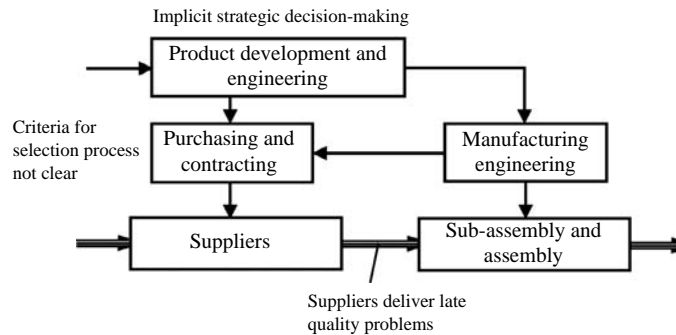 Implicit strategic decision-making
Product development and
engineering
Criteria for
selection process
not clear
Purchasing and
contracting
Manufacturing
engineering
Suppliers
Sub-assembly and
assembly
Suppliers deliver late
quality problems